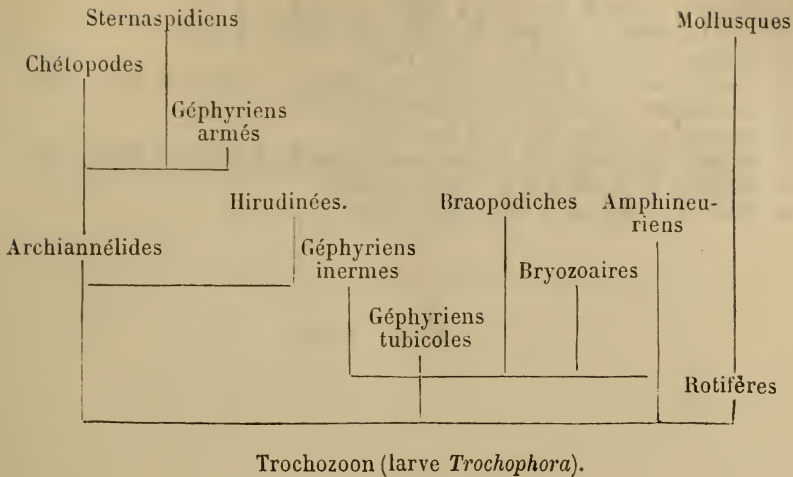 Sternaspidiens
Mollusques
Chétopodes
Géphyriens
armés
Hirudinées.
Braopodiches
Amphineu-
riens
Archiannélides
Géphyriens
inermes
Bryozoaires
Géphyriens
tubicoles
Rotifères
Trochozoon (larve Trochophora).